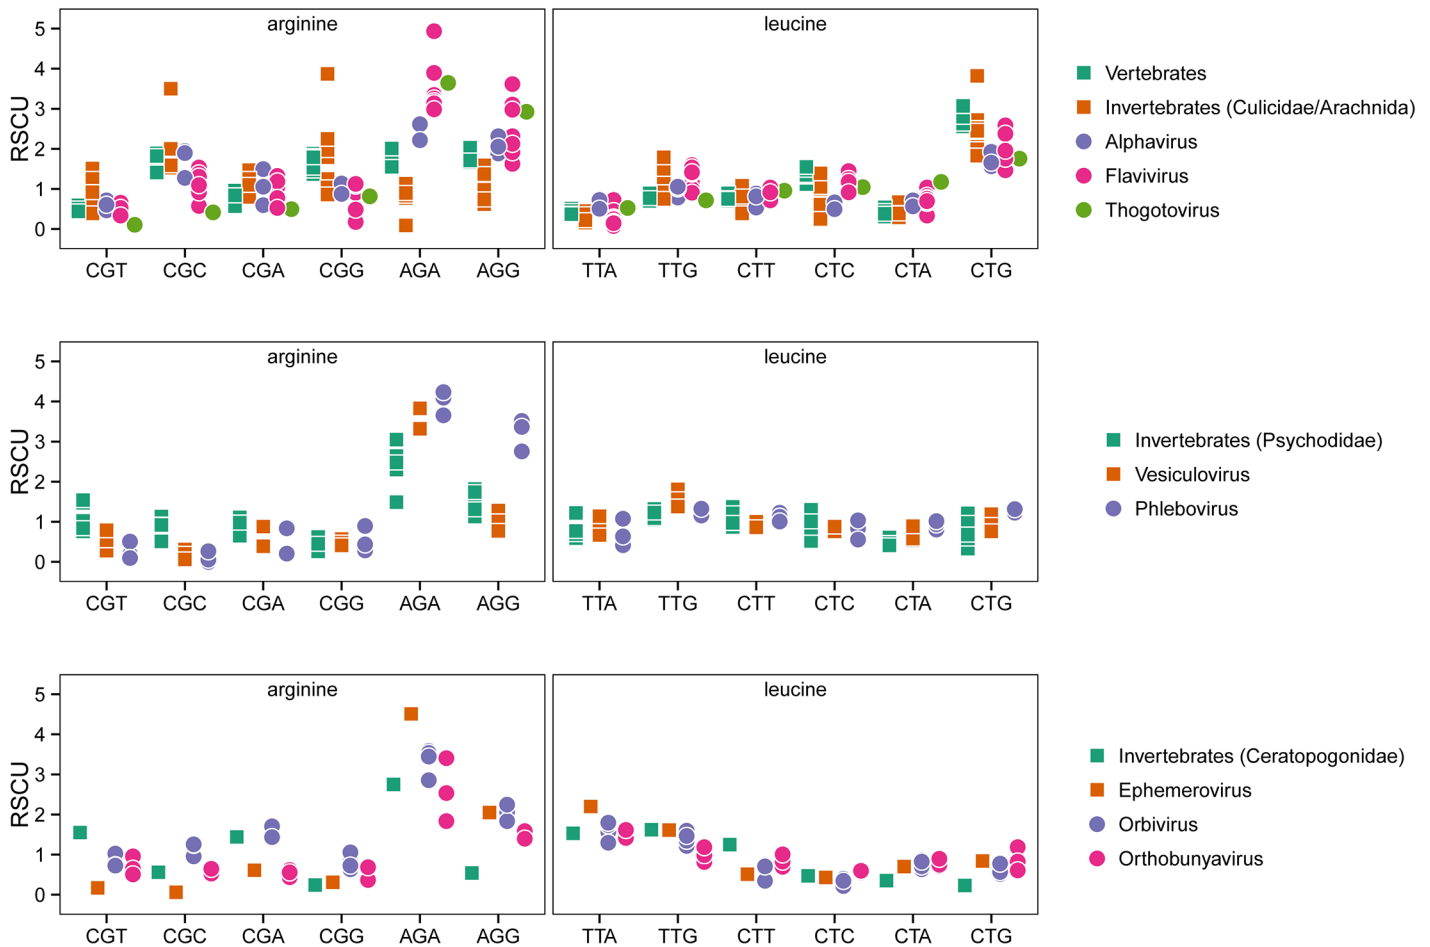 arginine leucine
5
4
3
2
1
0
RSCU
CGT CGC CGA CGG AGA AGG TTA TTG CTT CTC CTA CTG
Vertebrates
Invertebrates (Culicidae/Arachnida)
Alphavirus
Flavivirus
Thogotovirus
arginine leucine
5
4
3
2
1
0
RSCU
CGT CGC CGA CGG AGA AGG TTA TTG CTT CTC CTA CTG
Invertebrates (Psychodidae)
Vesiculovirus
Phlebovirus
arginine leucine
5
4
3
2
1
0
RSCU
CGT CGC CGA CGG AGA AGG TTA TTG CTT CTC CTA CTG
Invertebrates (Ceratopogonidae)
Ephemerovirus
Orbivirus
Orthobunyavirus